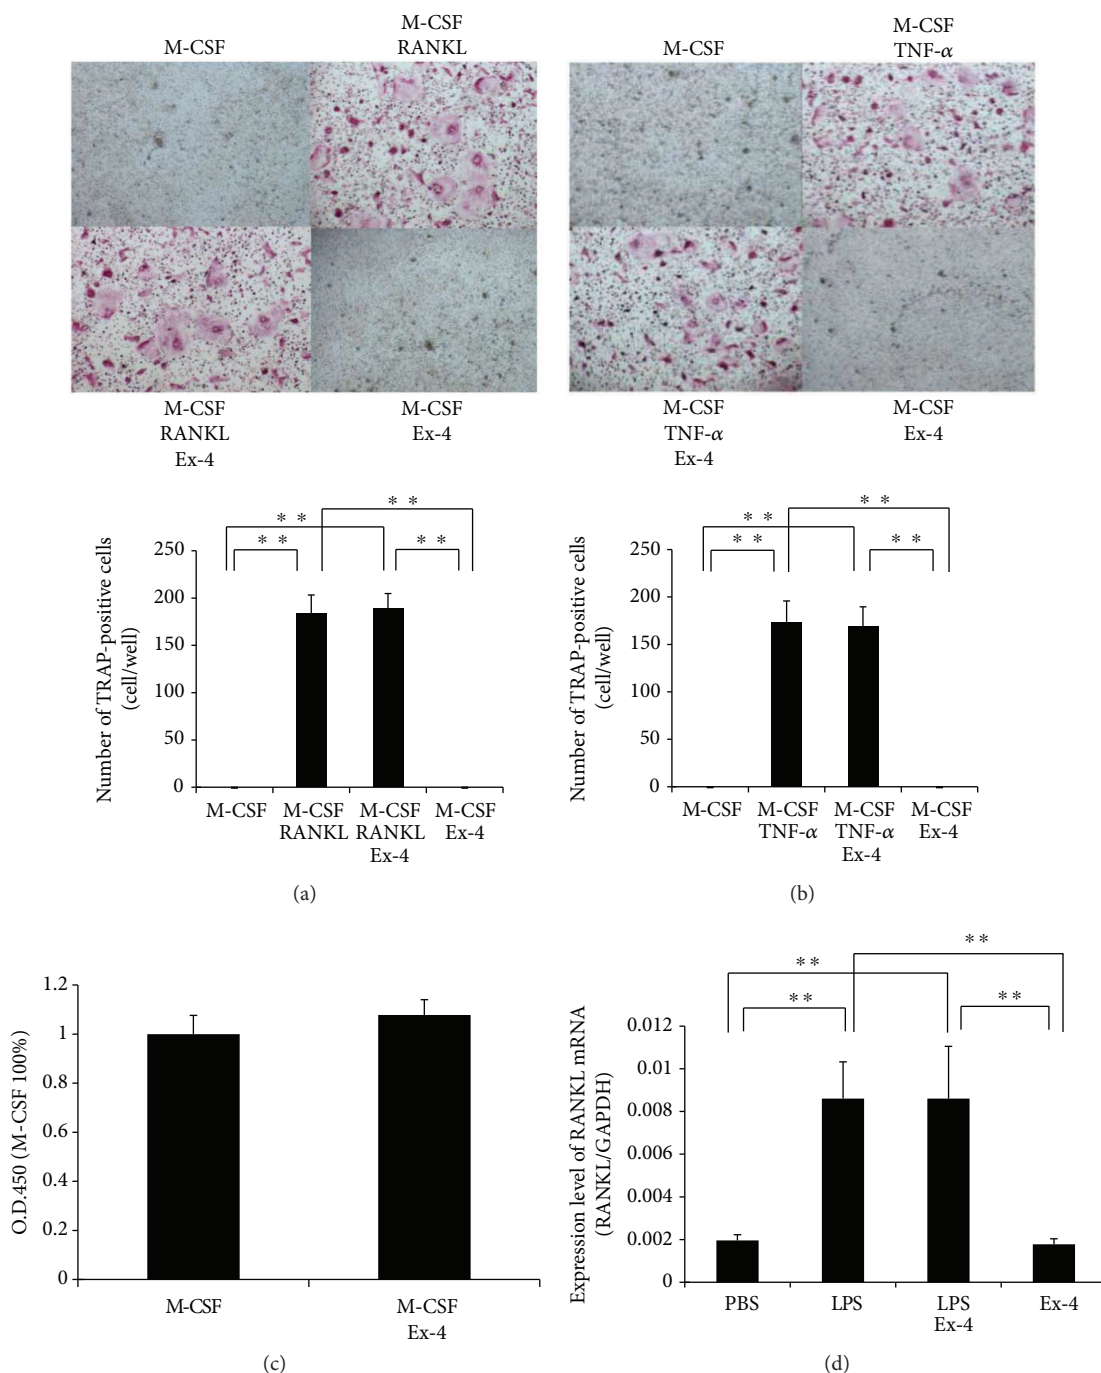 M-CSF
M-CSF
RANKL
M-CSF
RANKL
Ex-4
M-CSF
Ex-4
M-CSF
M-CSF
TNF-α
M-CSF
TNF-α
Ex-4
M-CSF
Ex-4
Number of TRAP-positive cells
(cell/well)
250
200
150
100
50
0
* *
* *
* *
* *
M-CSF
M-CSF
RANKL
M-CSF
RANKL
Ex-4
M-CSF
Ex-4
(a)
Number of TRAP-positive cells
(cell/well)
250
200
150
100
50
0
* *
* *
* *
* *
M-CSF
M-CSF
TNF-α
M-CSF
TNF-α
Ex-4
M-CSF
Ex-4
(b)
O.D.450 (M-CSF 100%)
1.2
1
0.8
0.6
0.4
0.2
0
M-CSF
M-CSF
Ex-4
(c)
Expression level of RANKL mRNA
(RANKL/GAPDH)
0.012
0.01
0.008
0.006
0.004
0.002
0
**
**
**
**
PBS
LPS
LPS
Ex-4
Ex-4
(d)